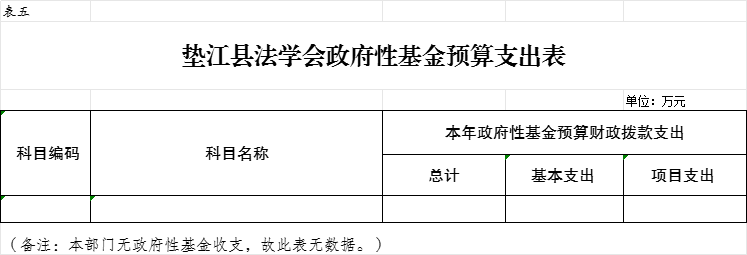 表五
垫江县法学会政府性基金预算支出表
单位：万元
科目编码 科目名称 本年政府性基金预算财政拨款支出
总计 基本支出 项目支出
（备注：本部门无政府性基金收支，故此表无数据。）